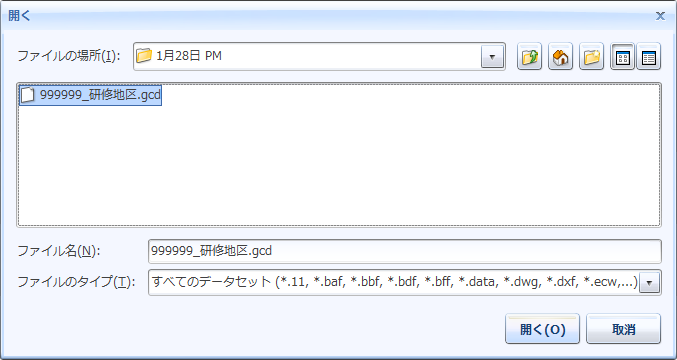 開く
ファイルの場所(I): 1月28日 PM
999999_研修地区.gcd
ファイル名(N): 999999_研修地区.gcd
ファイルのタイプ(T): すべてのデータセット (*.11, *.baf, *.bbf, *.bdf, *.bff, *.data, *.dwg, *.dxf, *.ecw,...)
開く(O) 取消